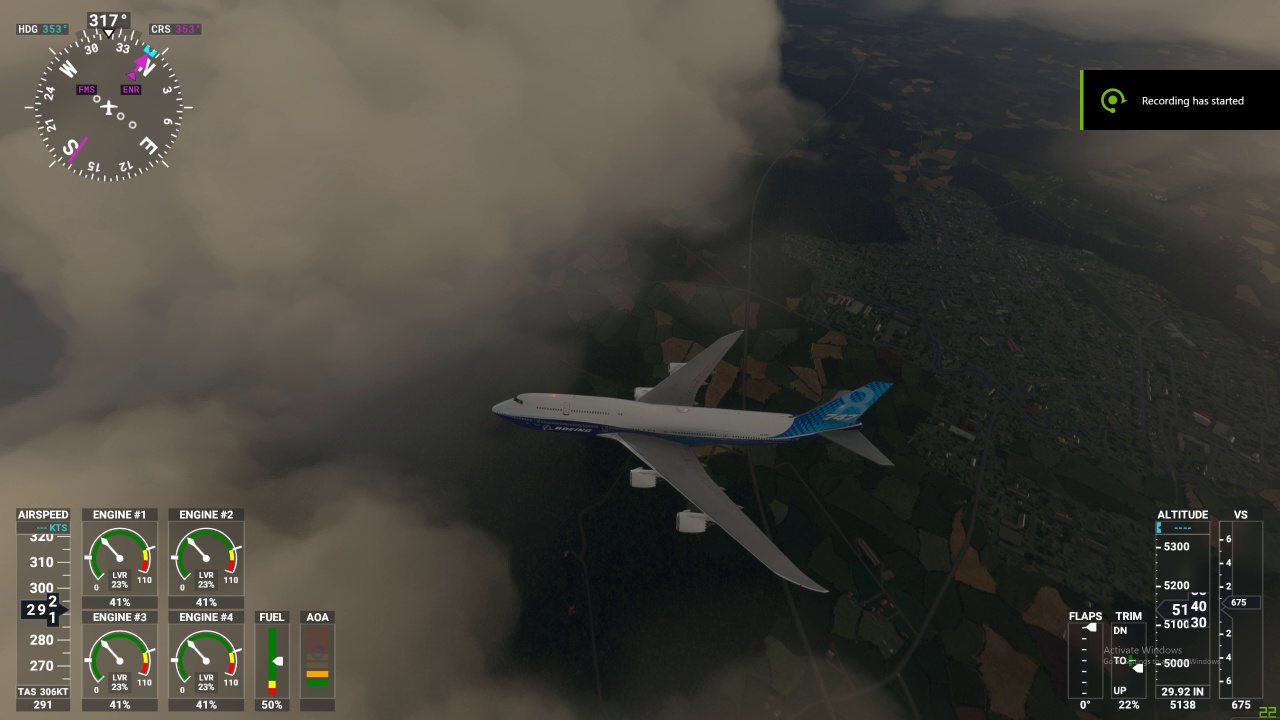 317°
HDG 353°
CRS 353°
30 33
W N
24 3
FMS ENR
21 6
S E
15 12
Recording has started
BOEING
747
AIRSPEED
--- KTS
320
310
300
292
1
280
270
TAS 306KT
291
ENGINE #1
LVR
23%
0 110
41%
ENGINE #2
LVR
23%
0 110
41%
ENGINE #3
LVR
23%
0 110
41%
ENGINE #4
LVR
23%
0 110
41%
FUEL
50%
AOA
FLAPS
0°
TRIM
DN
TO
UP
22%
ALTITUDE
----
5300
5200
5140
30
5100
5000
29.92 IN
5138
VS
6
4
2
675
2
4
6
675
Activate Windows
22